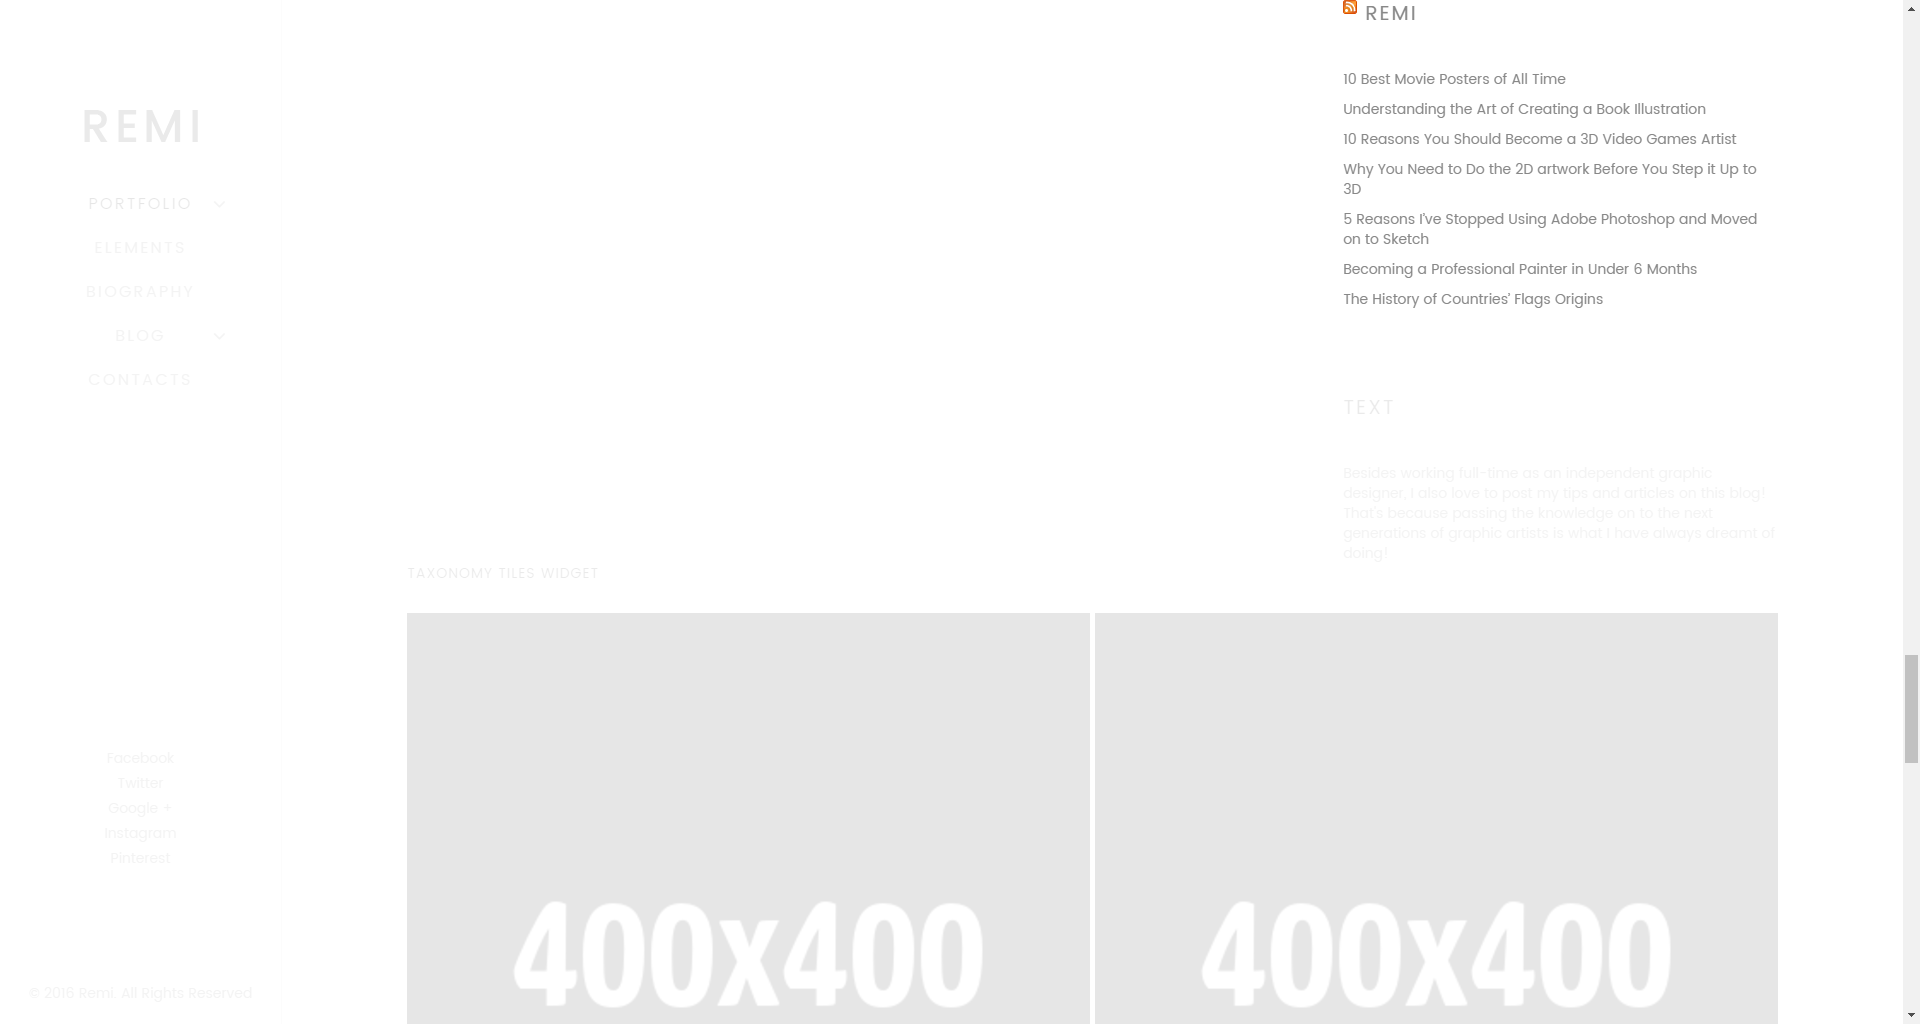 REMI
PORTFOLIO
ELEMENTS
BIOGRAPHY
BLOG
CONTACTS
Facebook
Twitter
Google +
Instagram
Pinterest
© 2016 Remi. All Rights Reserved
REMI
10 Best Movie Posters of All Time
Understanding the Art of Creating a Book Illustration
10 Reasons You Should Become a 3D Video Games Artist
Why You Need to Do the 2D artwork Before You Step it Up to
3D
5 Reasons I've Stopped Using Adobe Photoshop and Moved
on to Sketch
Becoming a Professional Painter in Under 6 Months
The History of Countries' Flags Origins
TEXT
Besides working full-time as an independent graphic
designer, I also love to post my tips and articles on this blog!
That's because passing the knowledge on to the next
generations of graphic artists is what I have always dreamt of
doing!
TAXONOMY TILES WIDGET
400x400
400x400